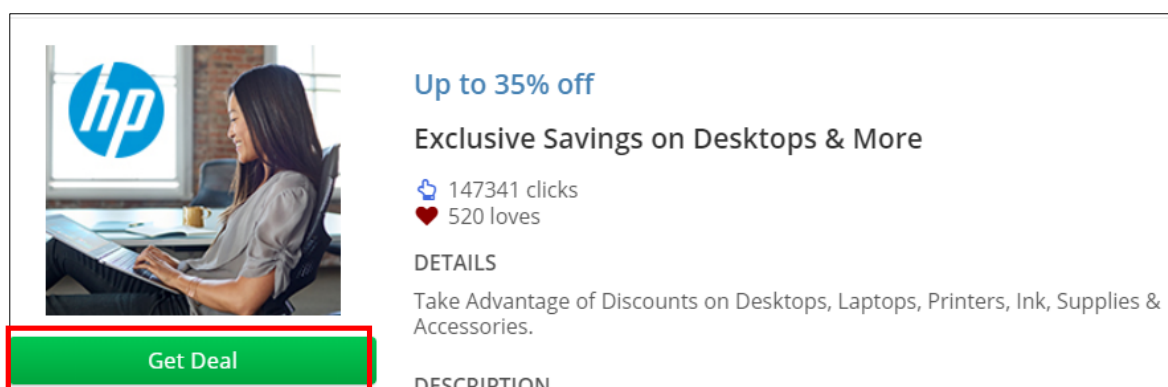 hp
Up to 35% off
Exclusive Savings on Desktops & More
147341 clicks
520 loves
DETAILS
Take Advantage of Discounts on Desktops, Laptops, Printers, Ink, Supplies &
Accessories.
Get Deal
DESCRIPTION